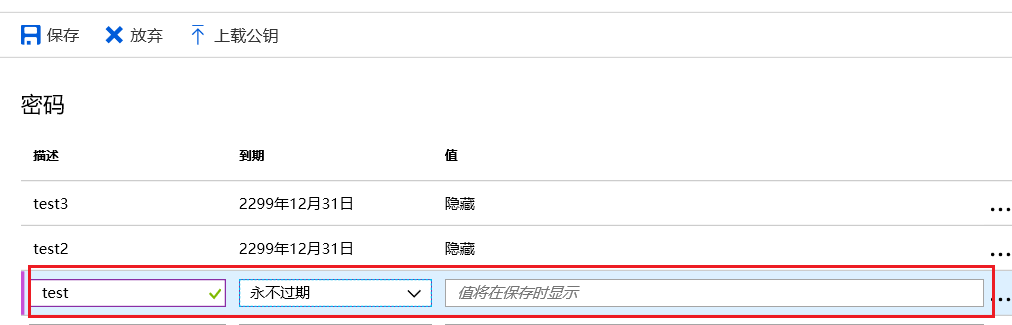 保存 放弃 上载公钥
密码
描述 到期 值
test3 2299年12月31日 隐藏 ...
test2 2299年12月31日 隐藏 ...
test 永不过期 值将在保存时显示 ...